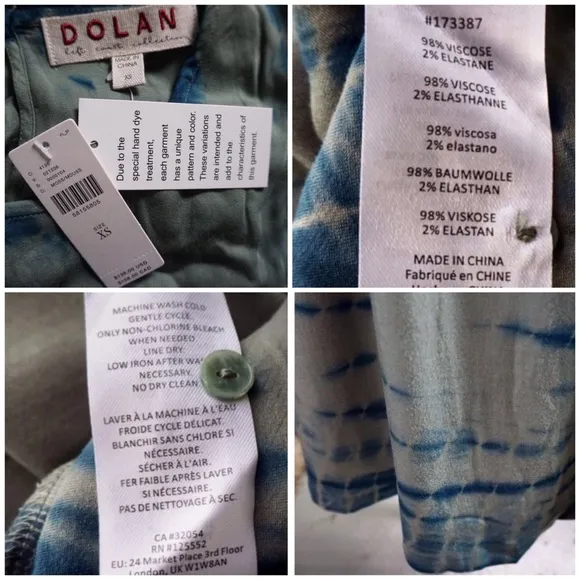 DOLAN
left coast collection
MADE IN
CHINA
XS
Due to the
special hand dye
treatment,
each garment
has a unique
pattern and color.
These variations
are intended and
add to the
characteristics of
this garment.
58155805
SIZE
XS
#173387
98% VISCOSE
2% ELASTANE
98% VISCOSE
2% ELASTHANNE
98% viscosa
2% elastano
98% BAUMWOLLE
2% ELASTHAN
98% VISKOSE
2% ELASTAN
MADE IN CHINA
Fabriqué en CHINE
MACHINE WASH COLD
GENTLE CYCLE.
ONLY NON-CHLORINE BLEACH
WHEN NEEDED
LINE DRY.
LOW IRON AFTER WA
NECESSARY.
NO DRY CLEAN
LAVER À LA MACHINE À L'EAU
FROIDE CYCLE DÉLICAT.
BLANCHIR SANS CHLORE SI
NÉCESSAIRE.
SÉCHER À L'AIR.
FER FAIBLE APRÈS LAVER
SI NÉCESSAIRE.
PAS DE NETTOYAGE À SEC.
CA #32054
RN #125552
EU: 24 Market Place 3rd Floor
London, UK W1W8AN